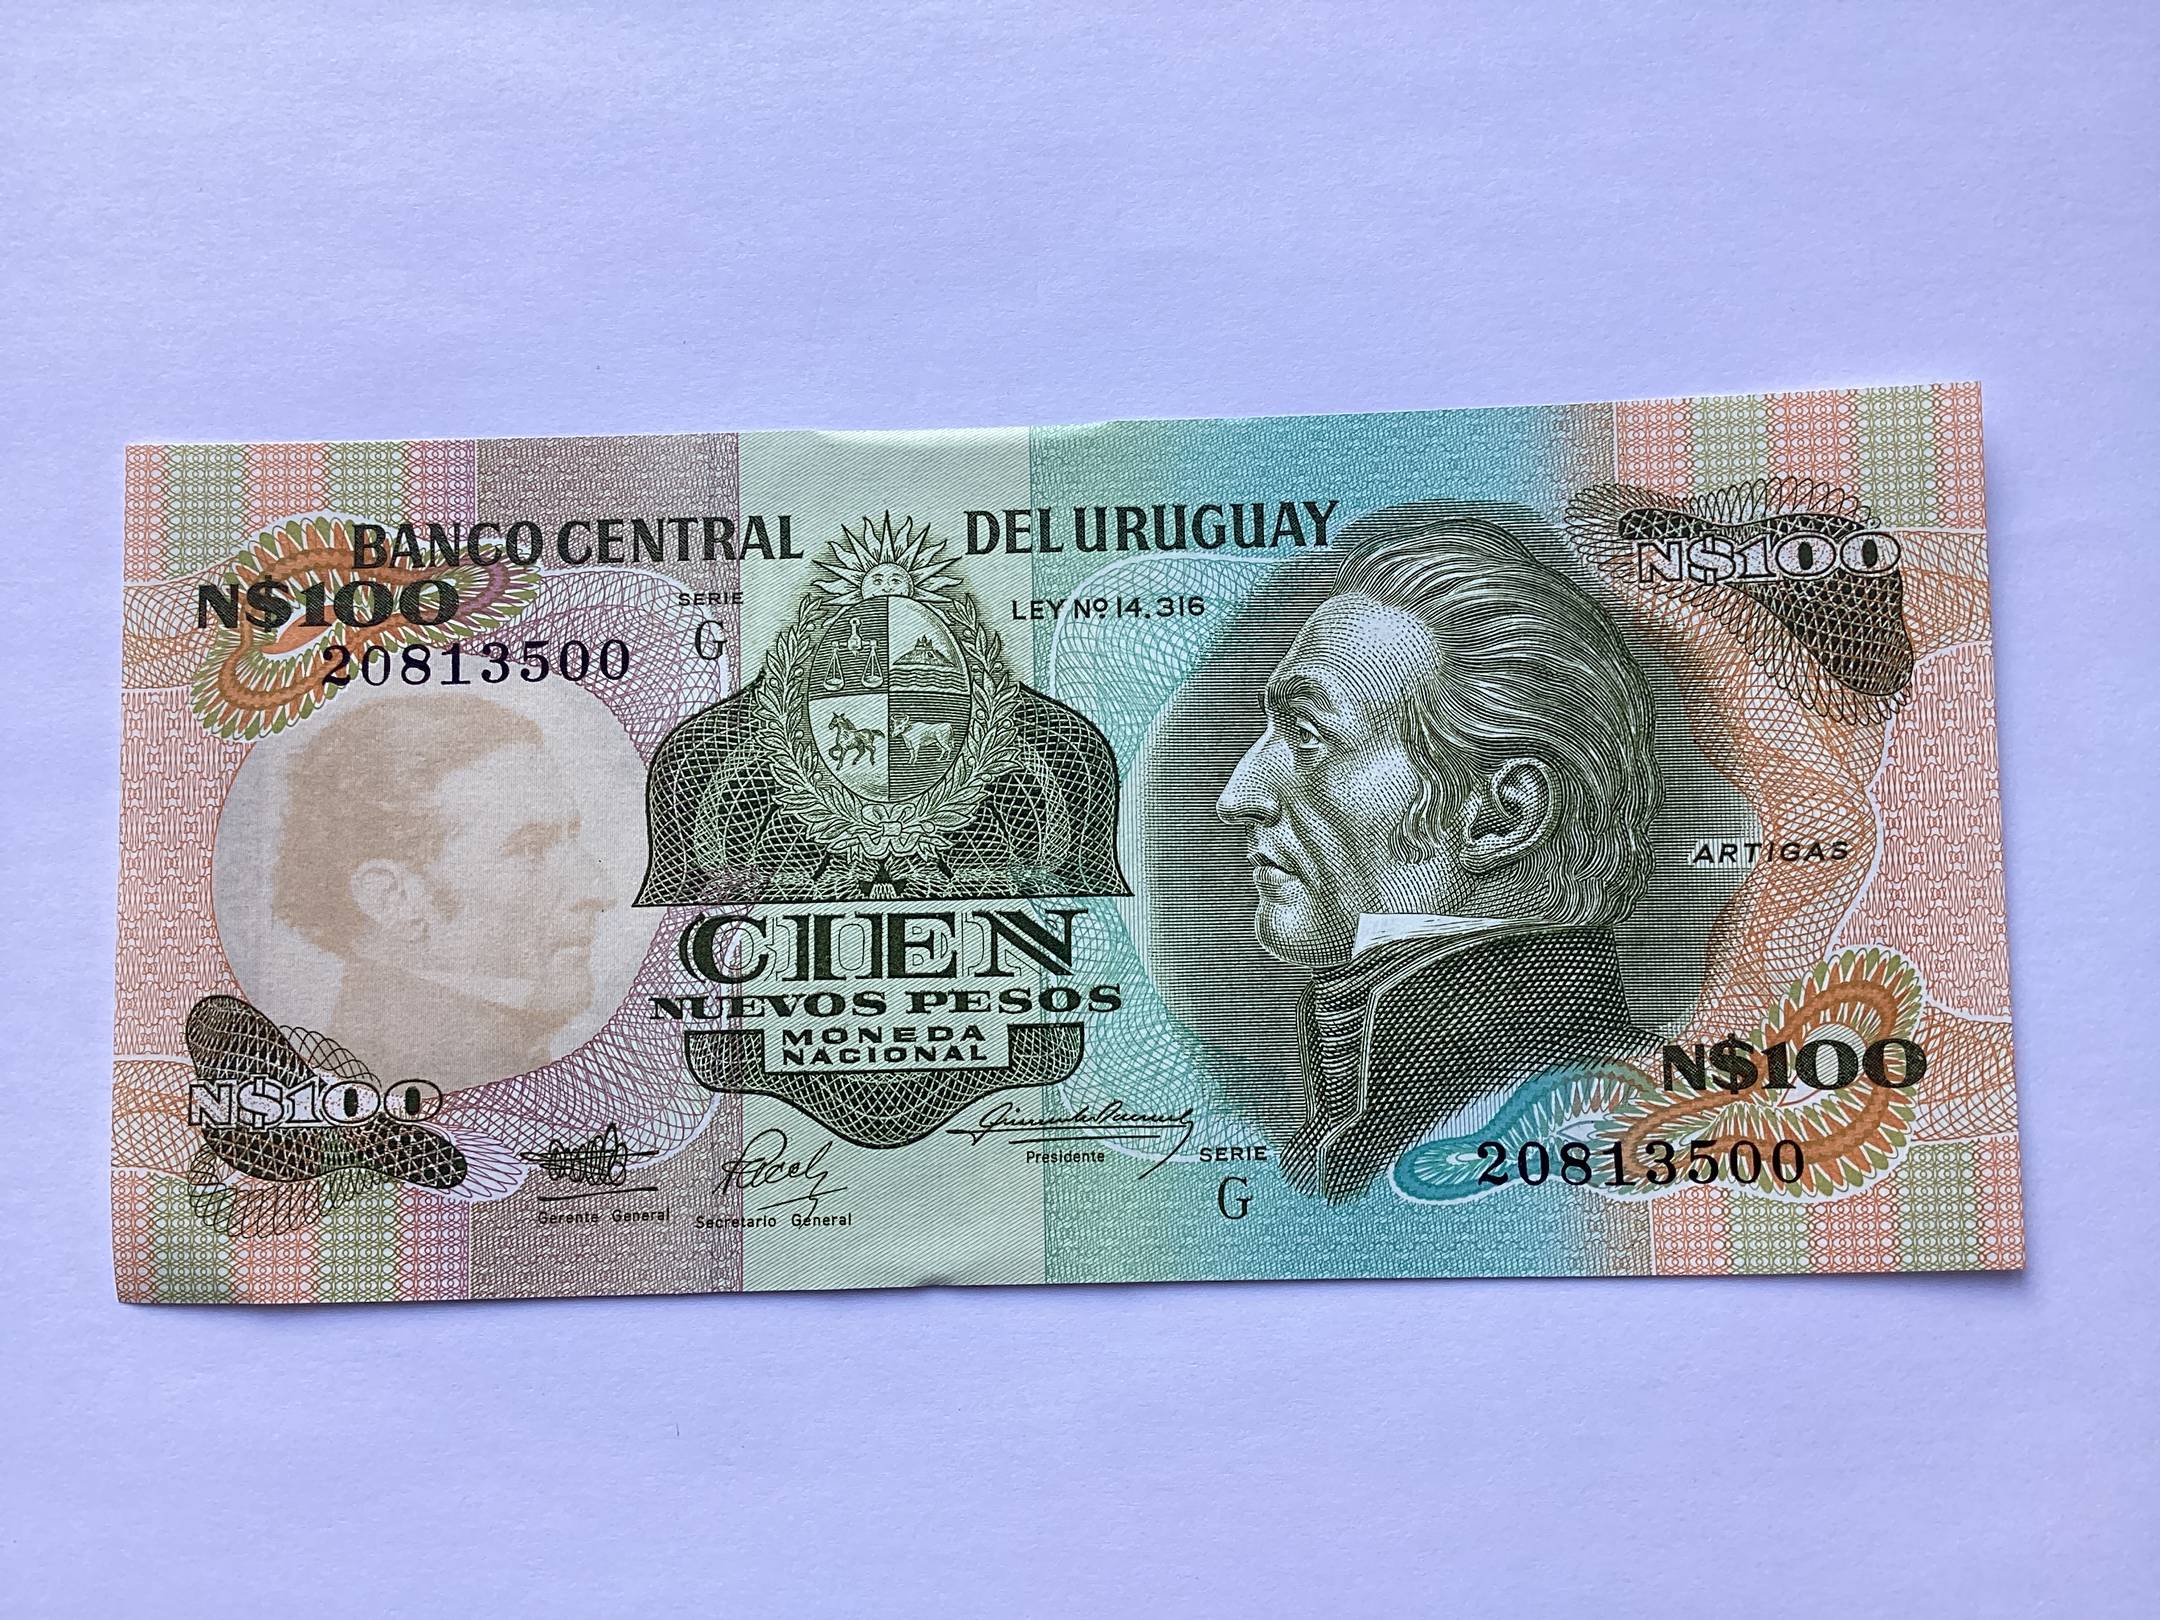 BANCO CENTRAL DEL URUGUAY
N$100
N$100
SERIE
G
LEY Nº 14.316
20813500
ARTIGAS
CIEN
NUEVOS PESOS
MONEDA
NACIONAL
N$100
N$100
Presidente
SERIE
G
20813500
Gerente General
Secretario General